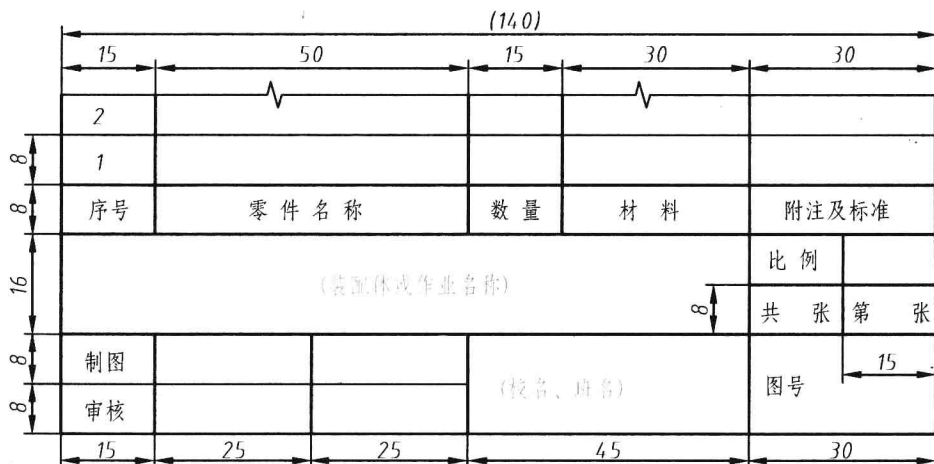 (140)
15 50 15 30 30
2
8 1
8 序号 零件名称 数量 材料 附注及标准
16 (装配体或作业名称) 比例
8 共 张 第 张
8 制图 (校名、班名) 图号 15
8 审核
15 25 25 45 30